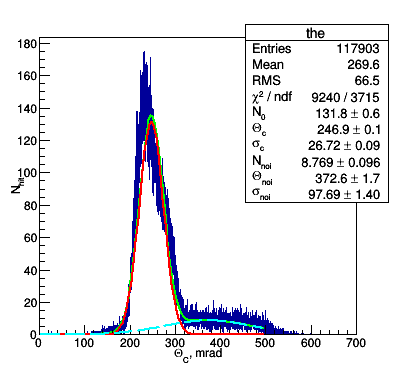 the
Entries 117903
Mean 269.6
RMS 66.5
χ² / ndf 9240 / 3715
N₀ 131.8 ± 0.6
Θc 246.9 ± 0.1
σc 26.72 ± 0.09
Nnoi 8.769 ± 0.096
Θnoi 372.6 ± 1.7
σnoi 97.69 ± 1.40
Nhit
180
160
140
120
100
80
60
40
20
0
0 100 200 300 400 500 600 700
ΘC, mrad